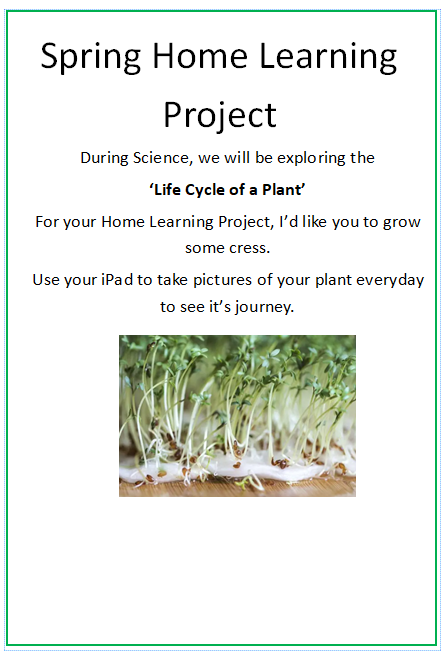 Spring Home Learning
Project
During Science, we will be exploring the
‘Life Cycle of a Plant’
For your Home Learning Project, I’d like you to grow
some cress.
Use your iPad to take pictures of your plant everyday
to see it’s journey.